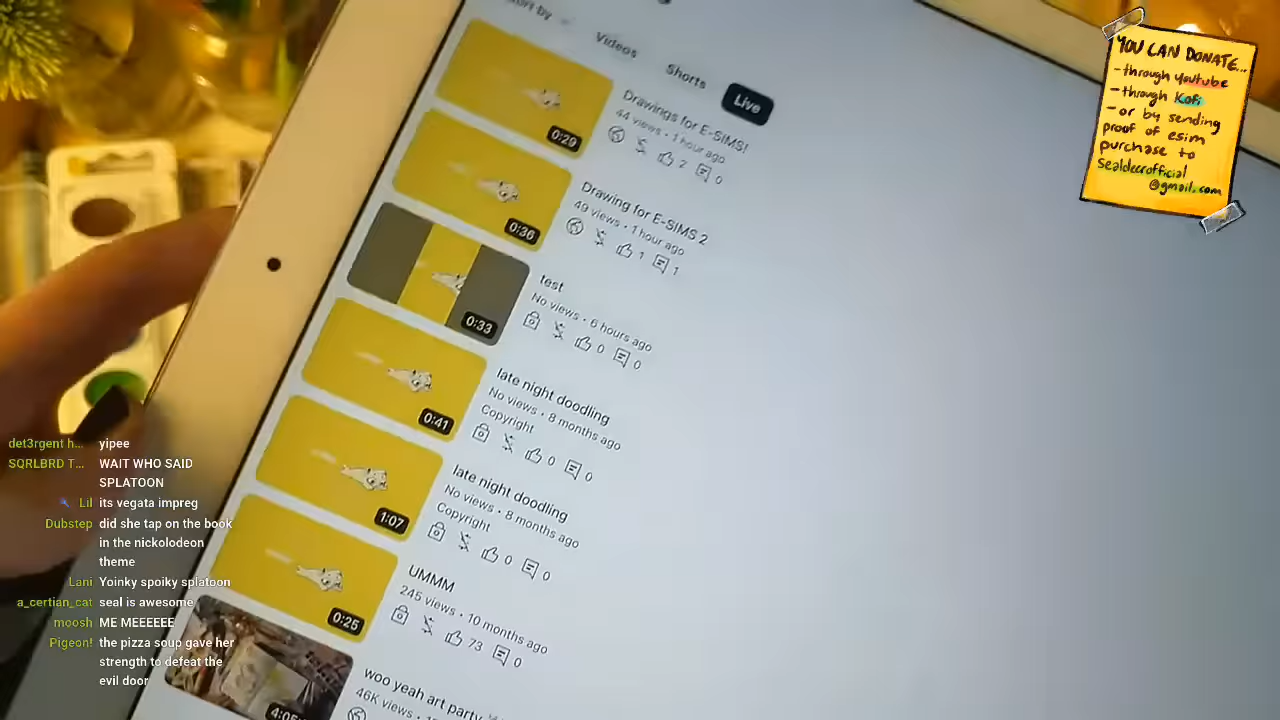 Sort by
Videos
Shorts
Live
0:29
Drawings for E-SIMS!
44 views • 1 hour ago
2
0
0:36
Drawing for E-SIMS 2
49 views • 1 hour ago
1
1
0:33
test
No views • 6 hours ago
0
0
0:41
late night doodling
No views • 8 months ago
Copyright
0
0
1:07
late night doodling
No views • 8 months ago
Copyright
0
0
0:25
UMMM
245 views • 10 months ago
73
0
woo yeah art party
46K views
YOU CAN DONATE...
- through Youtube
- through Kofi
- or by sending
proof of esim
purchase to
Sealdecrofficial
@gmail.com
det3rgent h... yipee
SQRLBRD T... WAIT WHO SAID
SPLATOON
Lil its vegata impreg
Dubstep did she tap on the book
in the nickolodeon
theme
Lani Yoinky spoiky splatoon
a_certian_cat seal is awesome
moosh ME MEEEEEE
Pigeon! the pizza soup gave her
strength to defeat the
evil door